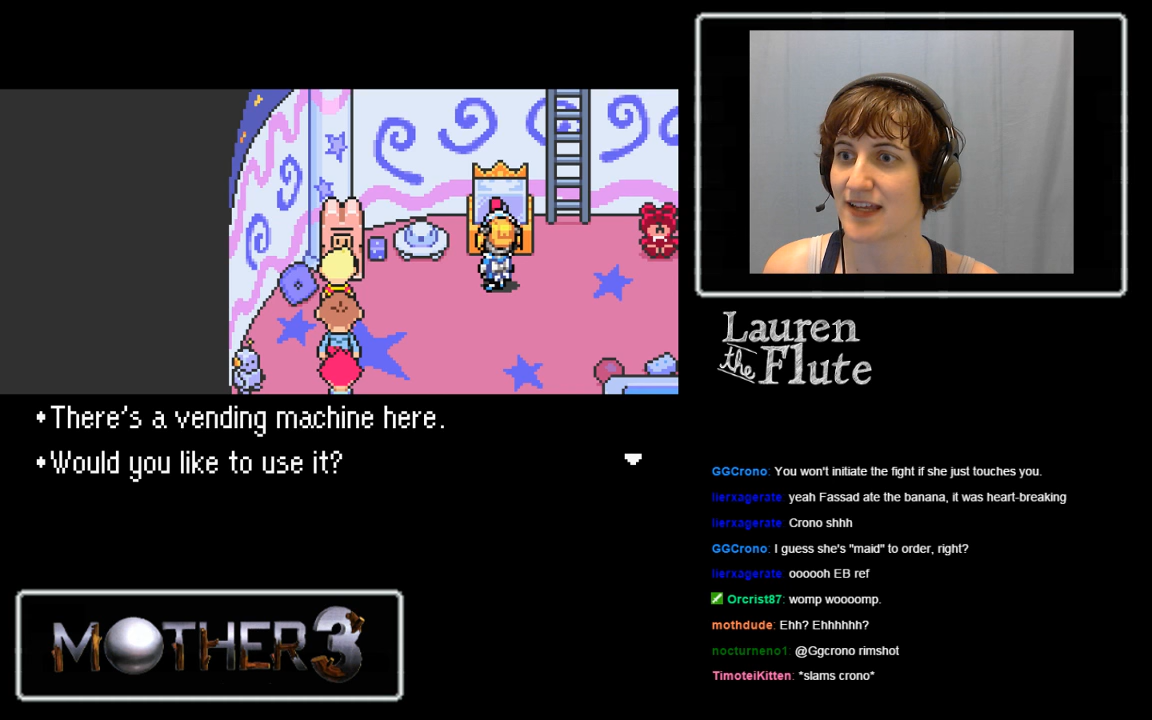 Lauren
the Flute
•There's a vending machine here.
•Would you like to use it?
GGCrono: You won't initiate the fight if she just touches you.
lierxagerate: yeah Fassad ate the banana, it was heart-breaking
lierxagerate: Crono shhh
GGCrono: I guess she's "maid" to order, right?
lierxagerate: oooooh EB ref
Orcrist87: womp woooomp.
mothdude: Ehh? Ehhhhhh?
nocturneno1: @Ggcrono rimshot
TimoteiKitten: *slams crono*
MOTHER3